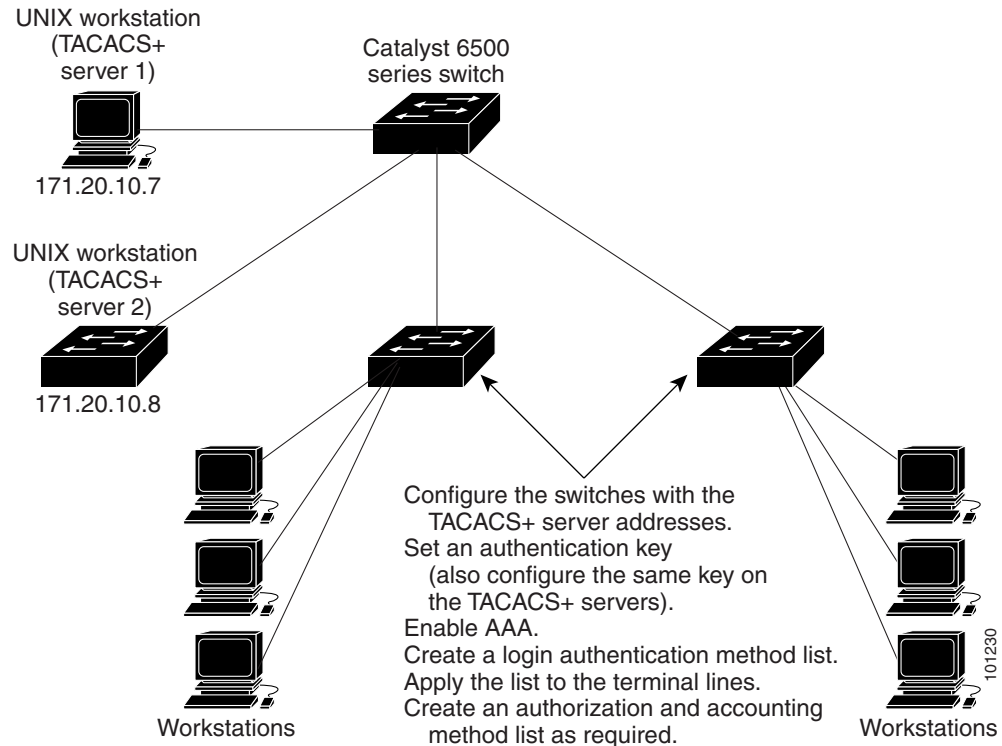 UNIX workstation
(TACACS+
server 1)
Catalyst 6500
series switch
171.20.10.7
UNIX workstation
(TACACS+
server 2)
171.20.10.8
Configure the switches with the
TACACS+ server addresses.
Set an authentication key
(also configure the same key on
the TACACS+ servers).
Enable AAA.
Create a login authentication method list.
Apply the list to the terminal lines.
Create an authorization and accounting
method list as required.
Workstations
Workstations
101230